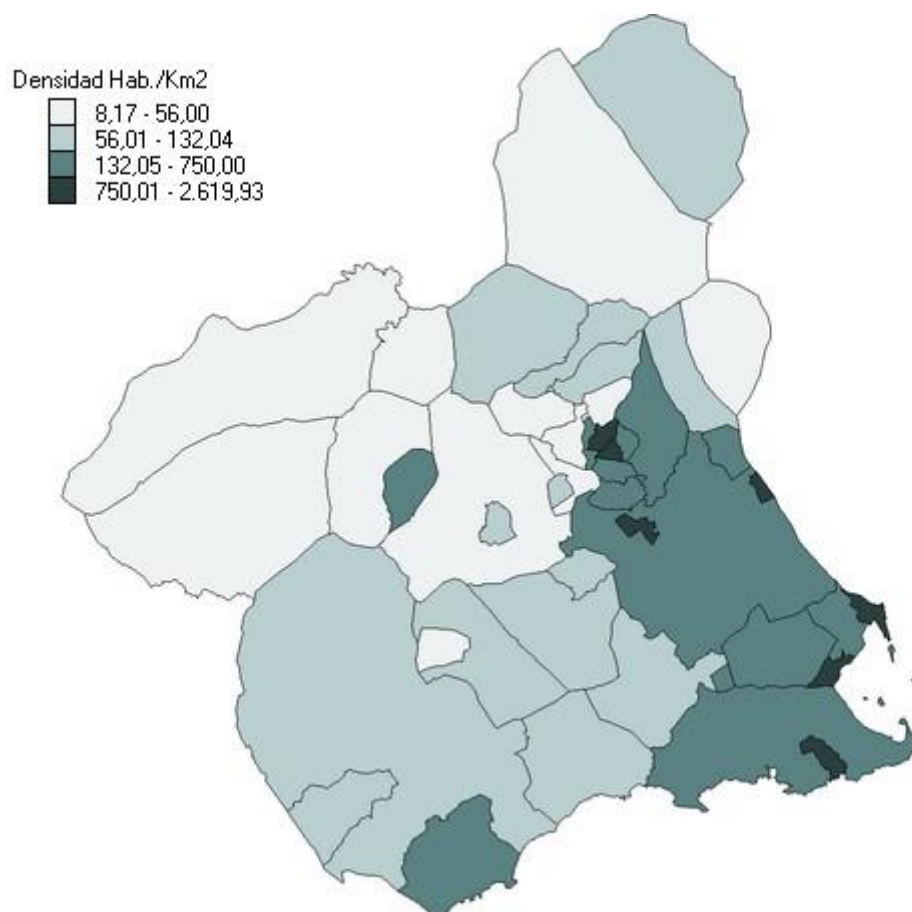 Densidad Hab./Km2
8,17 - 56,00
56,01 - 132,04
132,05 - 750,00
750,01 - 2.619,93